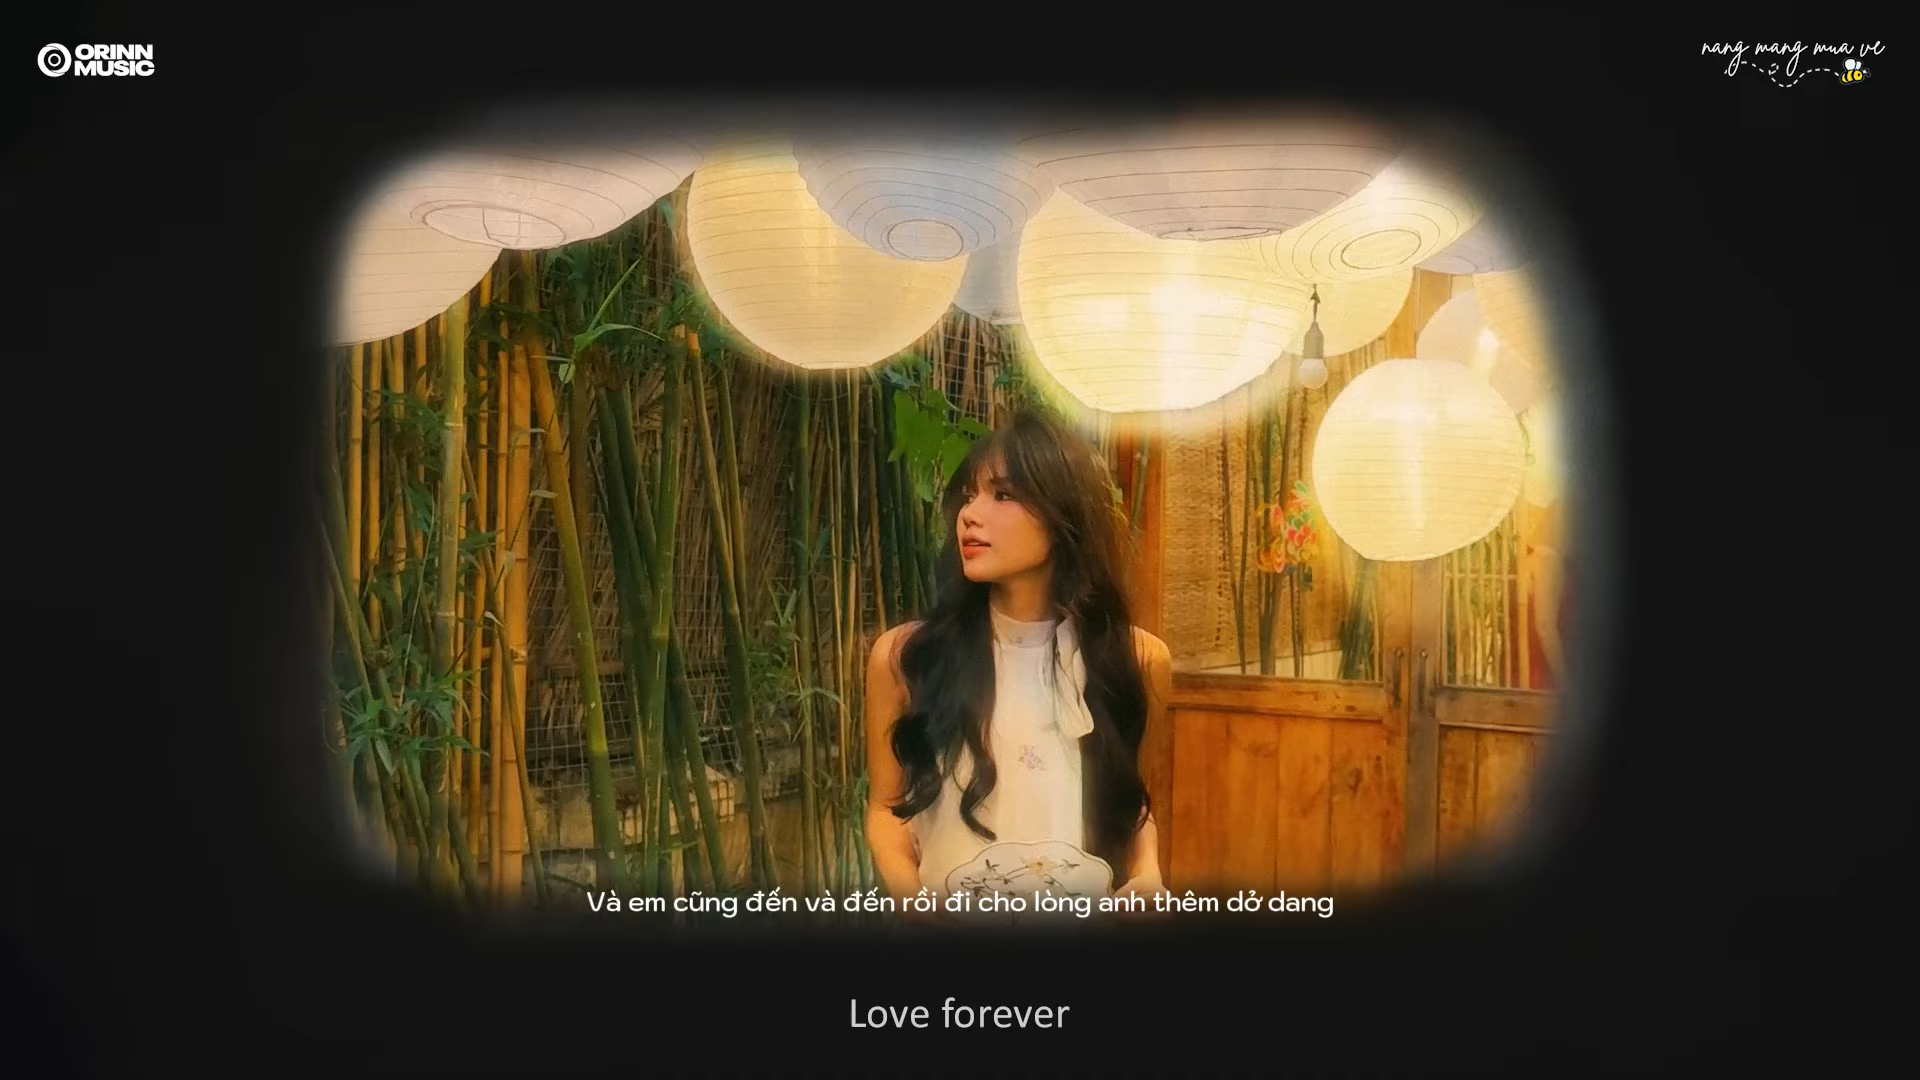 ORINN
MUSIC
nang mang mua ve
Và em cũng đến và đến rồi đi cho lòng anh thêm dở dang
Love forever